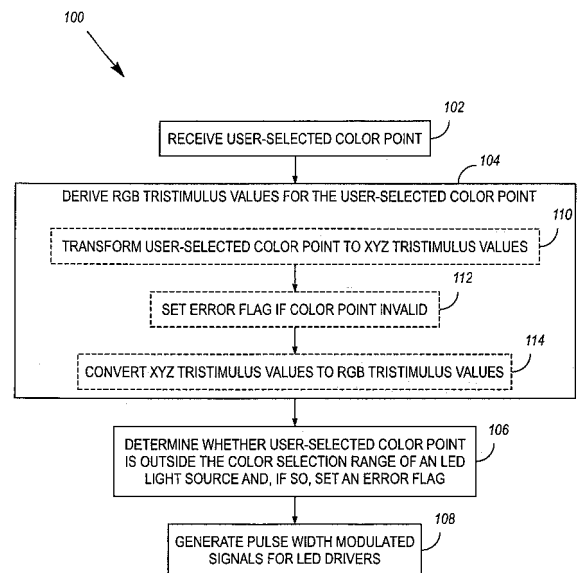 100
102
RECEIVE USER-SELECTED COLOR POINT
104
DERIVE RGB TRISTIMULUS VALUES FOR THE USER-SELECTED COLOR POINT
110
TRANSFORM USER-SELECTED COLOR POINT TO XYZ TRISTIMULUS VALUES
112
SET ERROR FLAG IF COLOR POINT INVALID
114
CONVERT XYZ TRISTIMULUS VALUES TO RGB TRISTIMULUS VALUES
106
DETERMINE WHETHER USER-SELECTED COLOR POINT
IS OUTSIDE THE COLOR SELECTION RANGE OF AN LED
LIGHT SOURCE AND, IF SO, SET AN ERROR FLAG
108
GENERATE PULSE WIDTH MODULATED
SIGNALS FOR LED DRIVERS